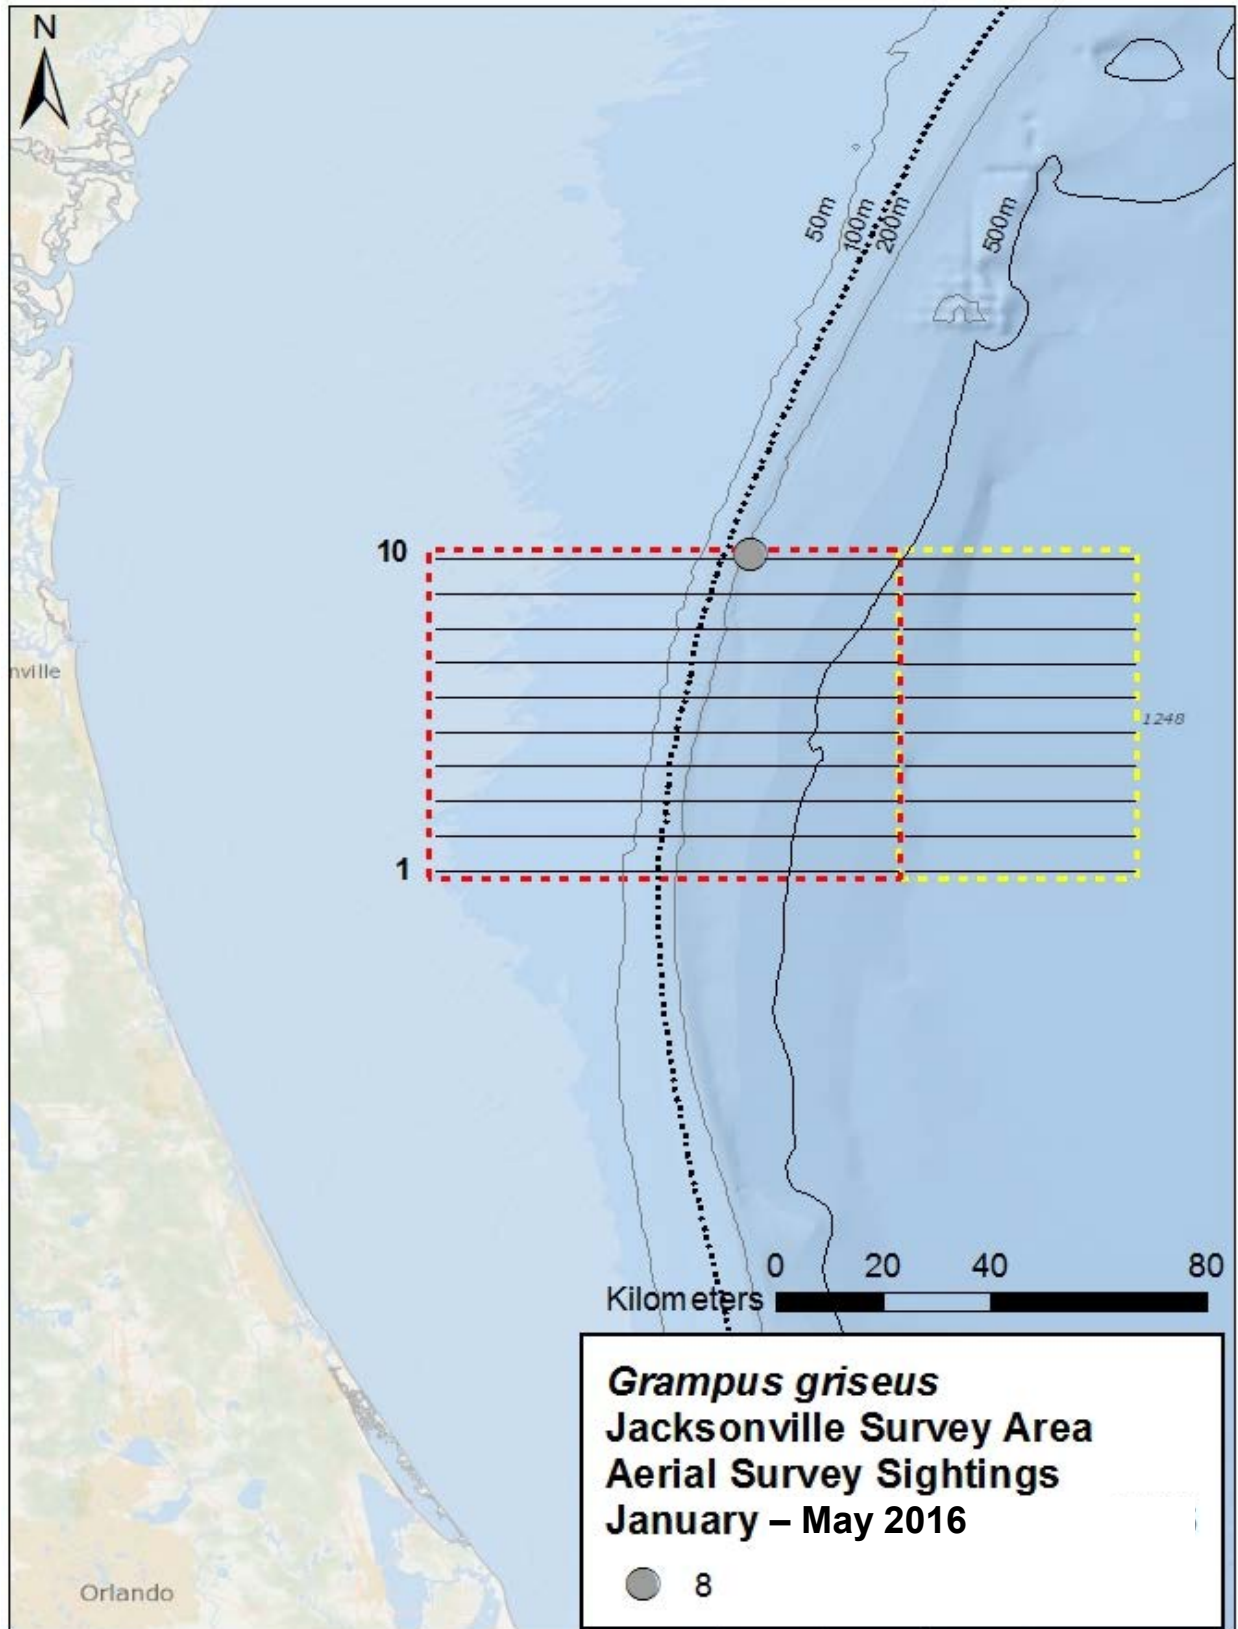 N
50m
100m
200m
500m
10
nville
1248
1
0 20 40 80
Kilometers
Grampus griseus
Jacksonville Survey Area
Aerial Survey Sightings
January – May 2016
8
Orlando